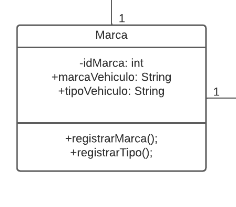 1
Marca
-idMarca: int
+marcaVehiculo: String
+tipoVehiculo: String
1
+registrarMarca();
+registrarTipo();